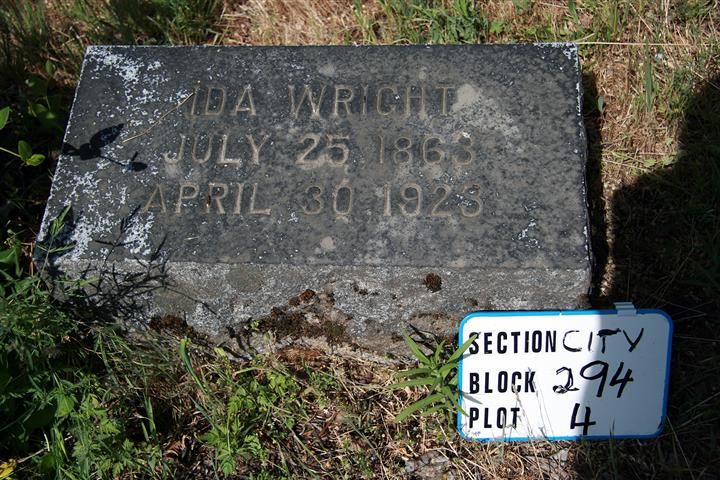 IDA WRIGHT
JULY 25 1863
APRIL 30 1923
SECTION CITY
BLOCK 294
PLOT 4